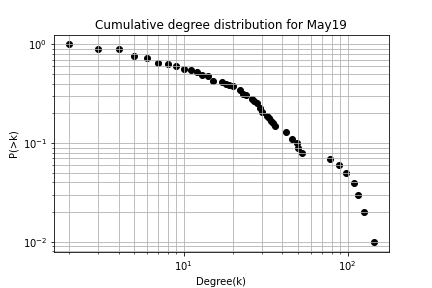 Cumulative degree distribution for May19
10⁰
10⁻¹
10⁻²
P(>k)
10¹
10²
Degree(k)